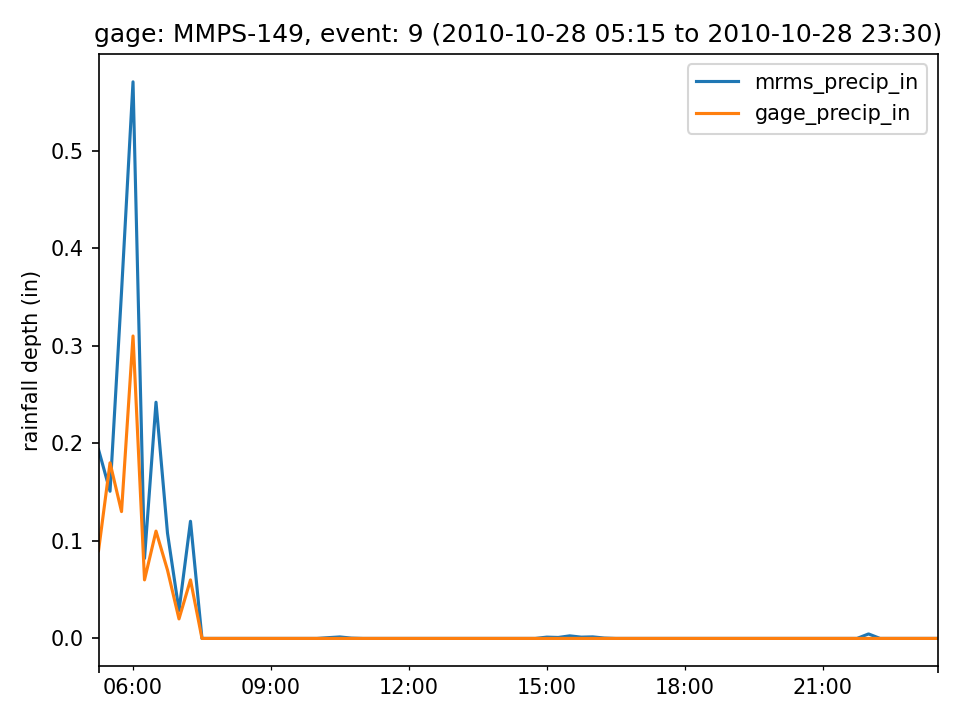 gage: MMPS-149, event: 9 (2010-10-28 05:15 to 2010-10-28 23:30)
mrms_precip_in
gage_precip_in
rainfall depth (in)
0.5
0.4
0.3
0.2
0.1
0.0
06:00 09:00 12:00 15:00 18:00 21:00